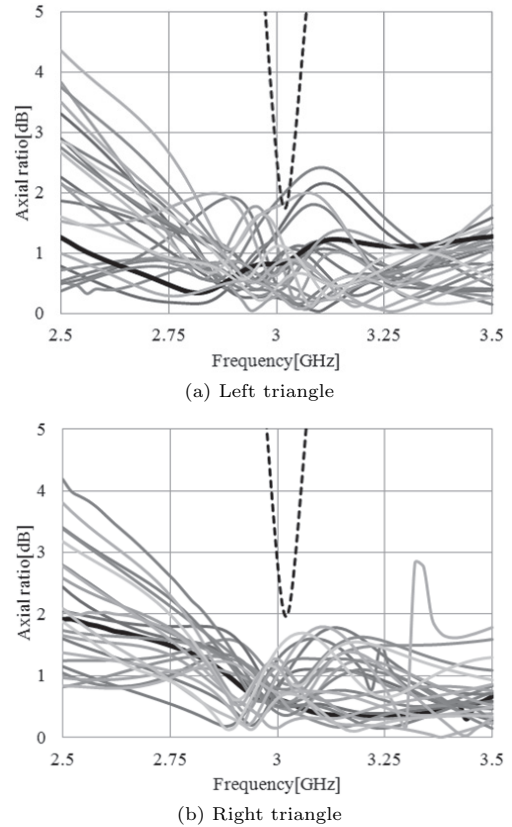 5
4
3
2
1
0
Axial ratio[dB]
2.5 2.75 3 3.25 3.5
Frequency[GHz]
(a) Left triangle
5
4
3
2
1
0
Axial ratio[dB]
2.5 2.75 3 3.25 3.5
Frequency[GHz]
(b) Right triangle